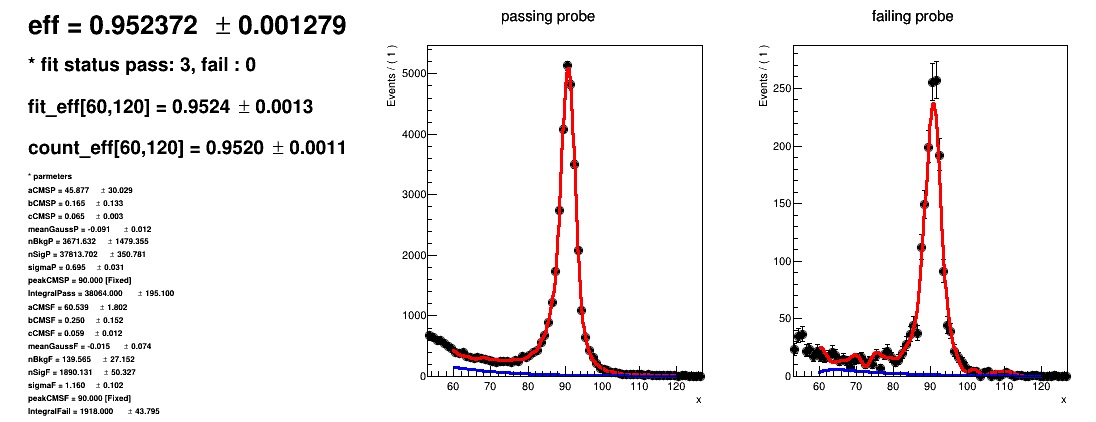 eff = 0.952372 ± 0.001279
* fit status pass: 3, fail : 0
fit_eff[60,120] = 0.9524 ± 0.0013
count_eff[60,120] = 0.9520 ± 0.0011
* parmeters
aCMSP = 45.877 ± 30.029
bCMSP = 0.165 ± 0.133
cCMSP = 0.065 ± 0.003
meanGaussP = -0.091 ± 0.012
nBkgP = 3671.632 ± 1479.355
nSigP = 37813.702 ± 350.781
sigmaP = 0.695 ± 0.031
peakCMSP = 90.000 [Fixed]
IntegralPass = 38064.000 ± 195.100
aCMSF = 60.539 ± 1.802
bCMSF = 0.250 ± 0.152
cCMSF = 0.059 ± 0.012
meanGaussF = -0.015 ± 0.074
nBkgF = 139.565 ± 27.152
nSigF = 1890.131 ± 50.327
sigmaF = 1.160 ± 0.102
peakCMSF = 90.000 [Fixed]
IntegralFail = 1918.000 ± 43.795
passing probe
Events / ( 1 )
5000
4000
3000
2000
1000
0
60 70 80 90 100 110 120
x
failing probe
Events / ( 1 )
250
200
150
100
50
0
60 70 80 90 100 110 120
x